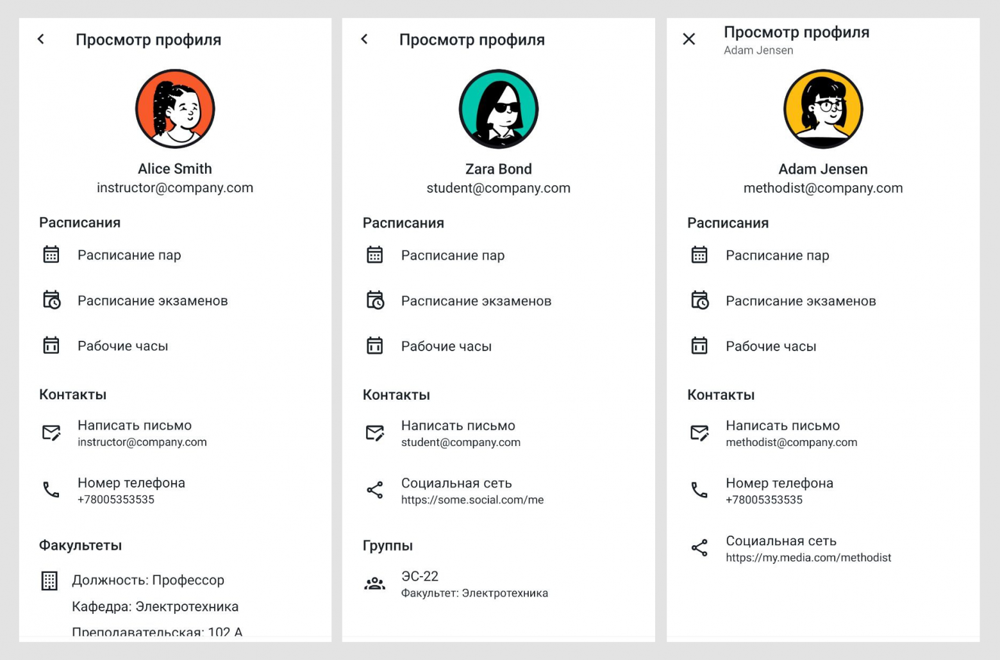 Просмотр профиля
Alice Smith
instructor@company.com
Расписания
Расписание пар
Расписание экзаменов
Рабочие часы
Контакты
Написать письмо
instructor@company.com
Номер телефона
+78005353535
Факультеты
Должность: Профессор
Кафедра: Электротехника
Преподавательская: 102 А
Просмотр профиля
Zara Bond
student@company.com
Расписания
Расписание пар
Расписание экзаменов
Рабочие часы
Контакты
Написать письмо
student@company.com
Социальная сеть
https://some.social.com/me
Группы
ЭС-22
Факультет: Электротехника
Просмотр профиля
Adam Jensen
Adam Jensen
methodist@company.com
Расписания
Расписание пар
Расписание экзаменов
Рабочие часы
Контакты
Написать письмо
methodist@company.com
Номер телефона
+78005353535
Социальная сеть
https://my.media.com/methodist